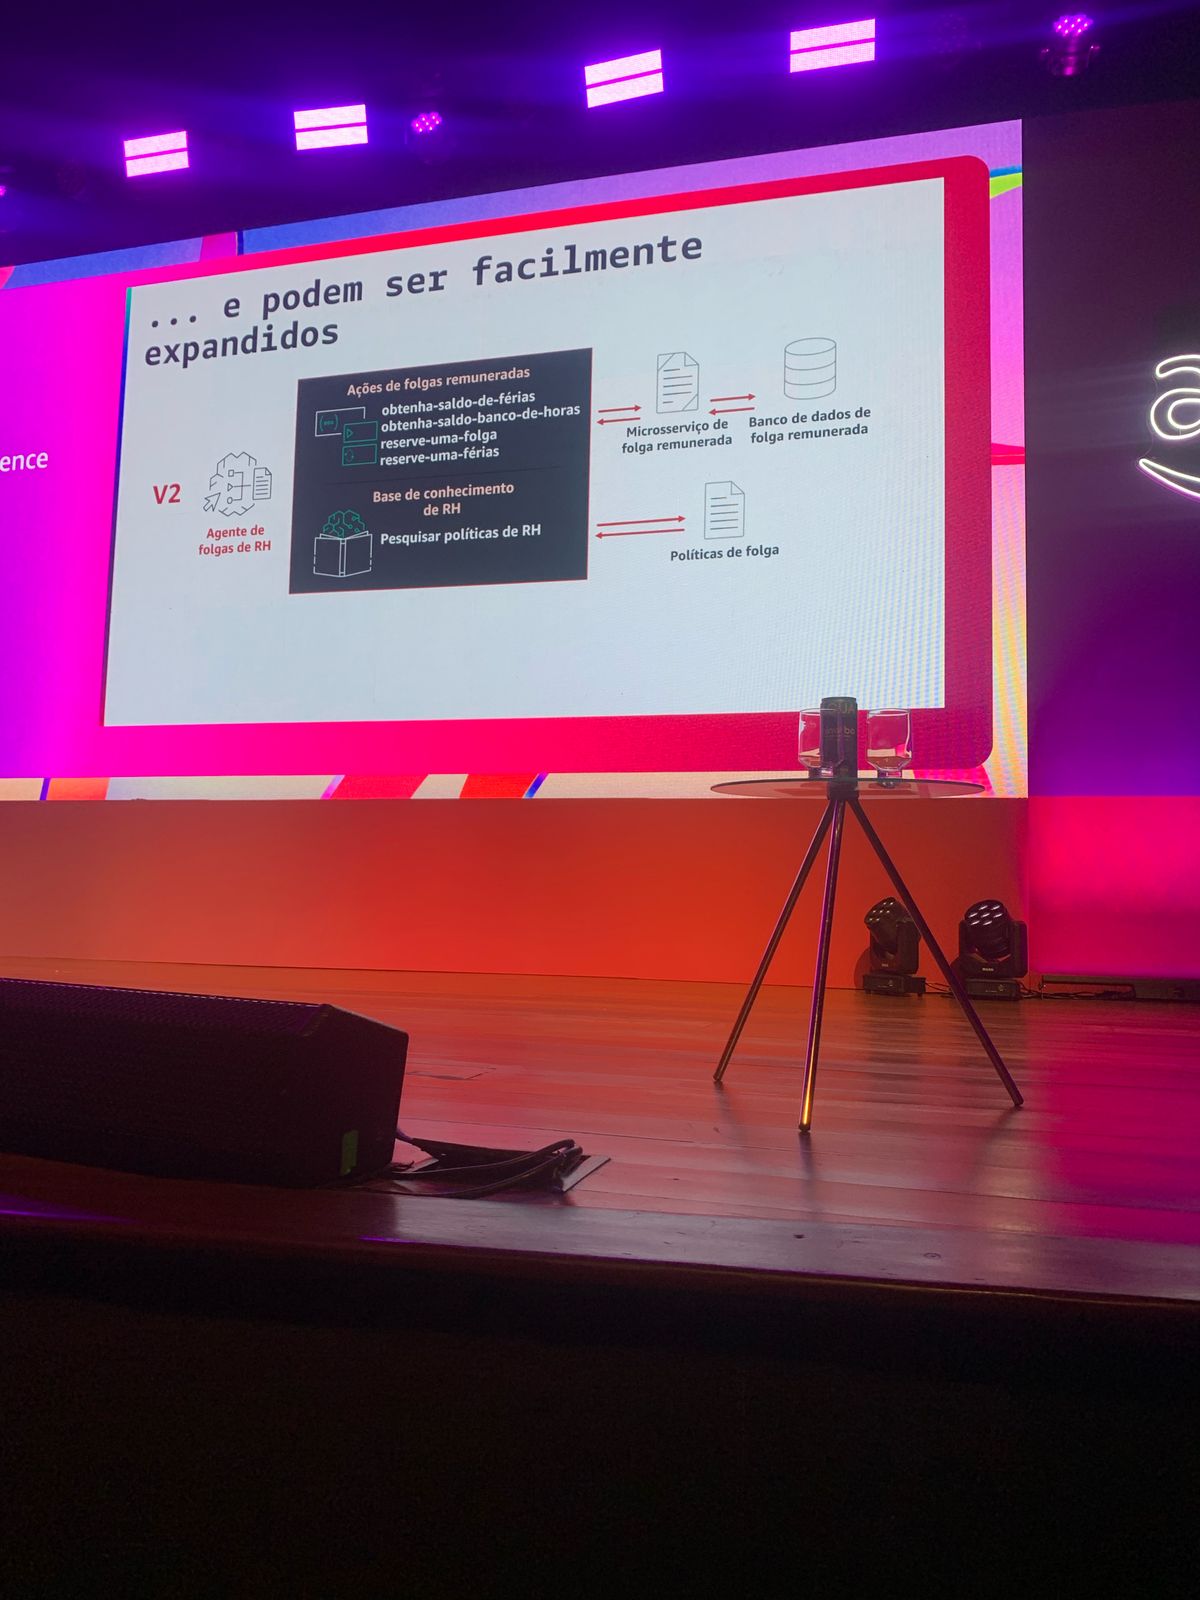 ... e podem ser facilmente
expandidos
ence
V2
Agente de
folgas de RH
Ações de folgas remuneradas
obtenha-saldo-de-férias
obtenha-saldo-banco-de-horas
reserve-uma-folga
reserve-uma-férias
Base de conhecimento
de RH
Pesquisar políticas de RH
Microsserviço de
folga remunerada
Banco de dados de
folga remunerada
Políticas de folga
a